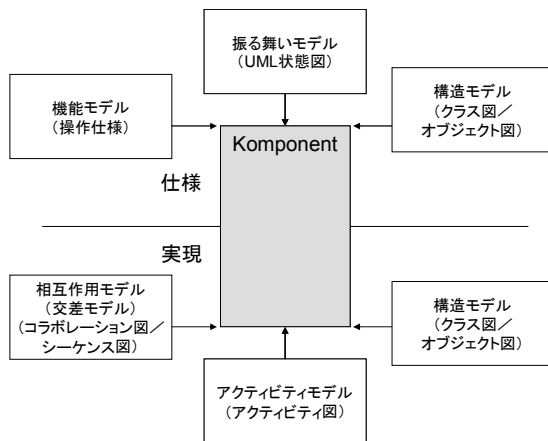 振る舞いモデル
（UML状態図）
機能モデル
（操作仕様）
構造モデル
（クラス図／
オブジェクト図）
Komponent
仕様
実現
相互作用モデル
（交差モデル）
（コラボレーション図／
シーケンス図）
構造モデル
（クラス図／
オブジェクト図）
アクティビティモデル
（アクティビティ図）